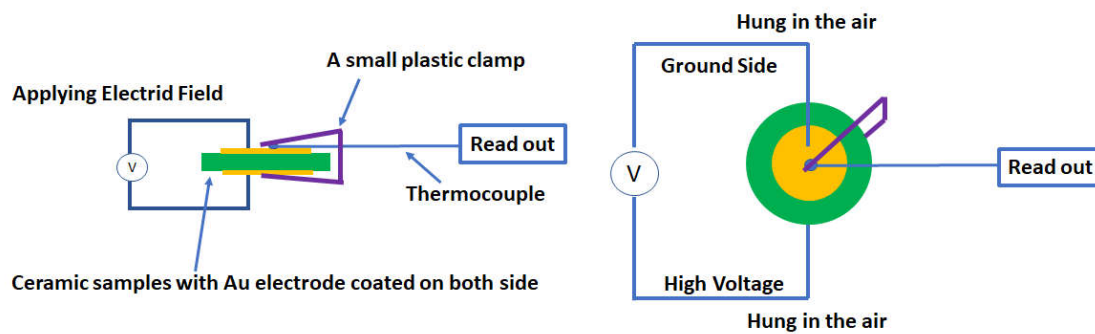 A small plastic clamp
Applying Electrid Field
V
Read out
Thermocouple
Ceramic samples with Au electrode coated on both side
Hung in the air
Ground Side
V
Read out
High Voltage
Hung in the air